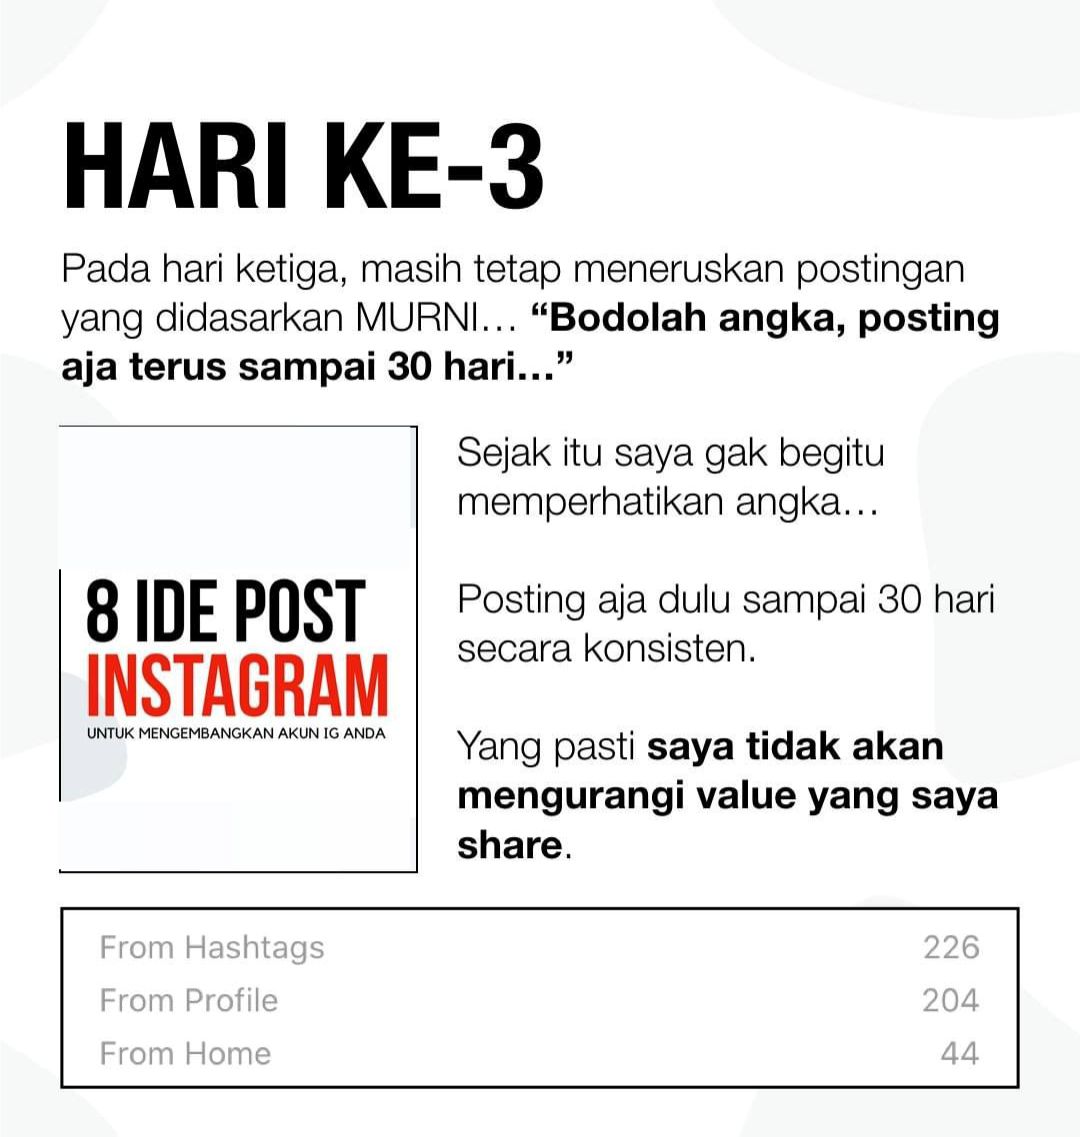 HARI KE-3
Pada hari ketiga, masih tetap meneruskan postingan
yang didasarkan MURNI... “Bodolah angka, posting
aja terus sampai 30 hari...”
8 IDE POST
INSTAGRAM
UNTUK MENGEMBANGKAN AKUN IG ANDA
Sejak itu saya gak begitu
memperhatikan angka...
Posting aja dulu sampai 30 hari
secara konsisten.
Yang pasti saya tidak akan
mengurangi value yang saya
share.
From Hashtags 226
From Profile 204
From Home 44